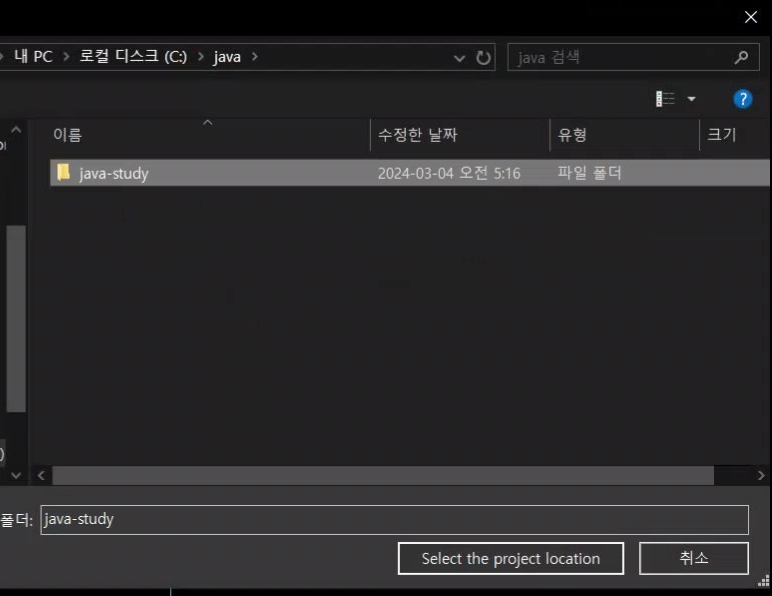 내 PC > 로컬 디스크 (C:) > java >
java 검색
이름 수정한 날짜 유형 크기
java-study 2024-03-04 오전 5:16 파일 폴더
폴더: java-study
Select the project location 취소